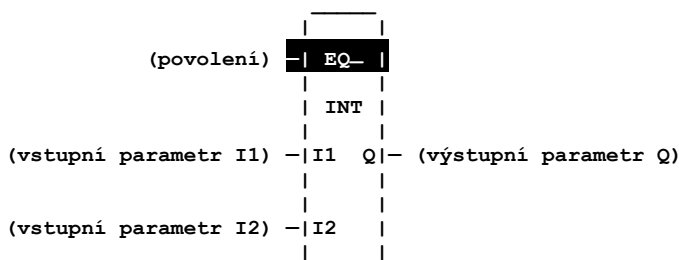 (povolení) —| EQ_ |
INT
(vstupní parametr I1) —|I1 Q|— (výstupní parametr Q)
(vstupní parametr I2) —|I2